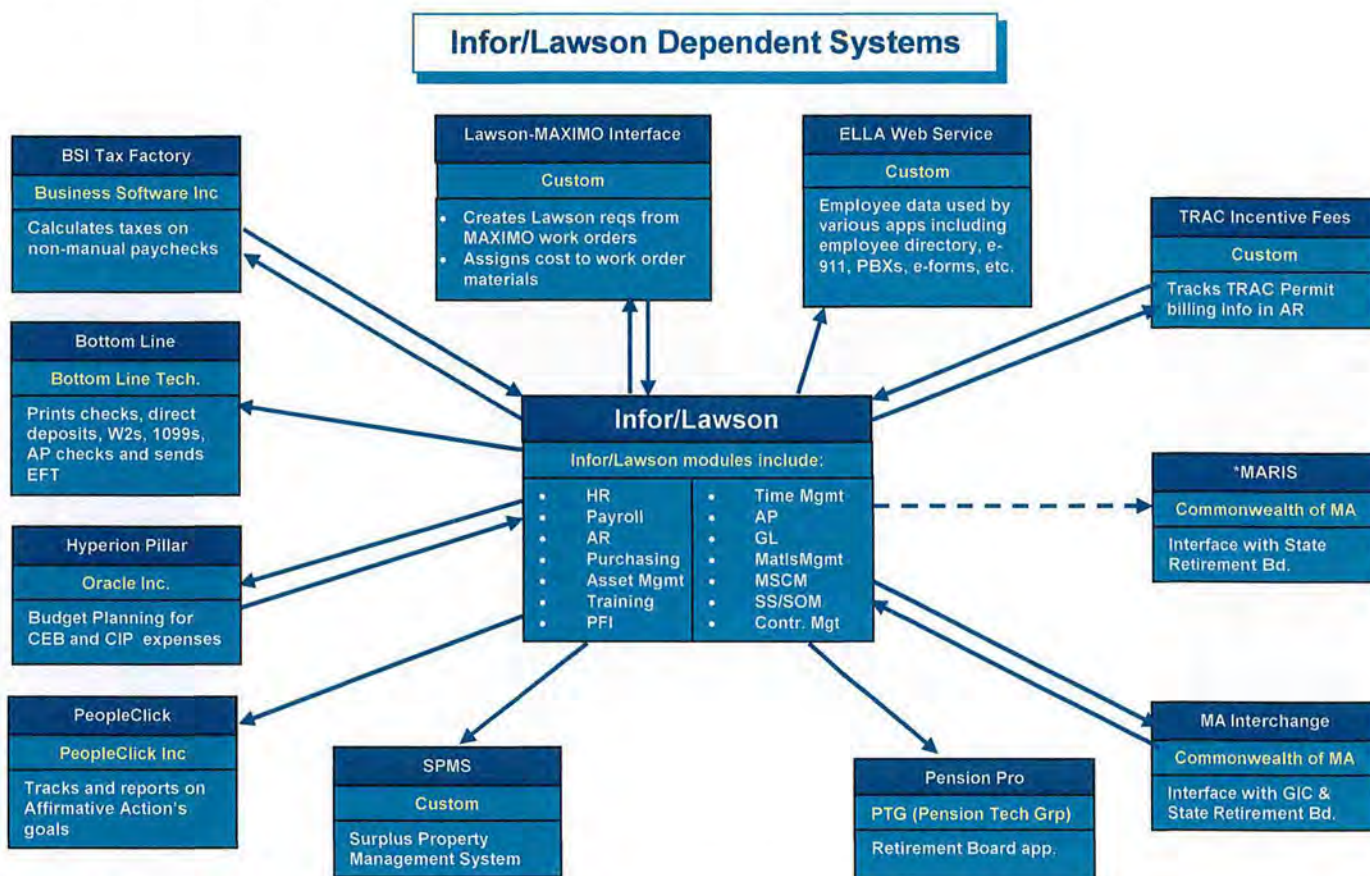 Infor/Lawson Dependent Systems
BSI Tax Factory
Business Software Inc
Calculates taxes on
non-manual paychecks
Lawson-MAXIMO Interface
Custom
• Creates Lawson reqs from
MAXIMO work orders
• Assigns cost to work order
materials
ELLA Web Service
Custom
Employee data used by
various apps including
employee directory, e-
911, PBXs, e-forms, etc.
TRAC Incentive Fees
Custom
Tracks TRAC Permit
billing Info in AR
Bottom Line
Bottom Line Tech.
Prints checks, direct
deposits, W2s, 1099s,
AP checks and sends
EFT
Infor/Lawson
Infor/Lawson modules include:
• HR
• Payroll
• AR
• Purchasing
• Asset Mgmt
• Training
• PFI
• Time Mgmt
• AP
• GL
• MatlsMgmt
• MSCM
• SS/SOM
• Contr. Mgt
*MARIS
Commonwealth of MA
Interface with State
Retirement Bd.
Hyperion Pillar
Oracle Inc.
Budget Planning for
CEB and CIP expenses
PeopleClick
PeopleClick Inc
Tracks and reports on
Affirmative Action's
goals
SPMS
Custom
Surplus Property
Management System
Pension Pro
PTG (Pension Tech Grp)
Retirement Board app.
MA Interchange
Commonwealth of MA
Interface with GIC &
State Retirement Bd.